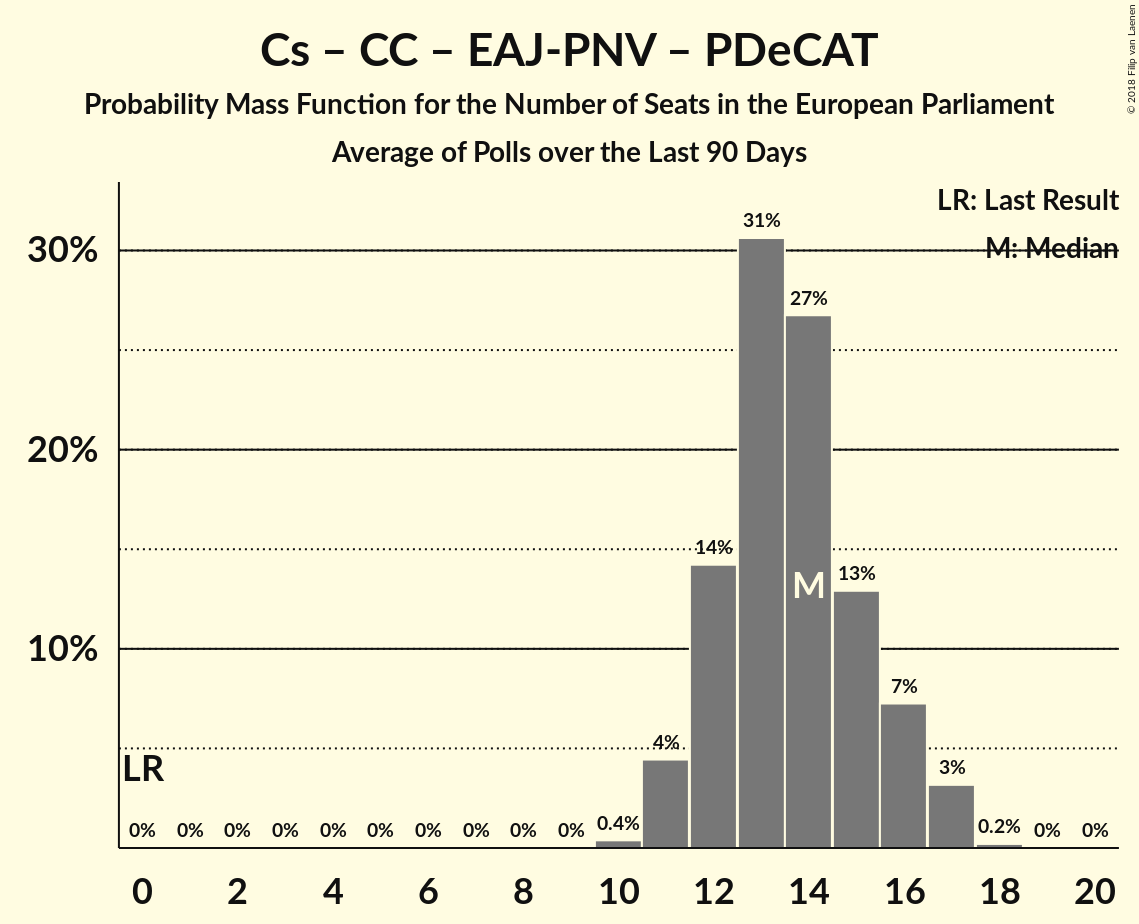 Cs – CC – EAJ-PNV – PDeCAT
Probability Mass Function for the Number of Seats in the European Parliament
Average of Polls over the Last 90 Days
© 2018 Filip van Laenen
LR: Last Result
M: Median
30%
20%
10%
31%
27%
14%
M
13%
7%
4%
3%
LR
0% 0% 0% 0% 0% 0% 0% 0% 0% 0% 0.4% 0.2% 0% 0%
0 2 4 6 8 10 12 14 16 18 20